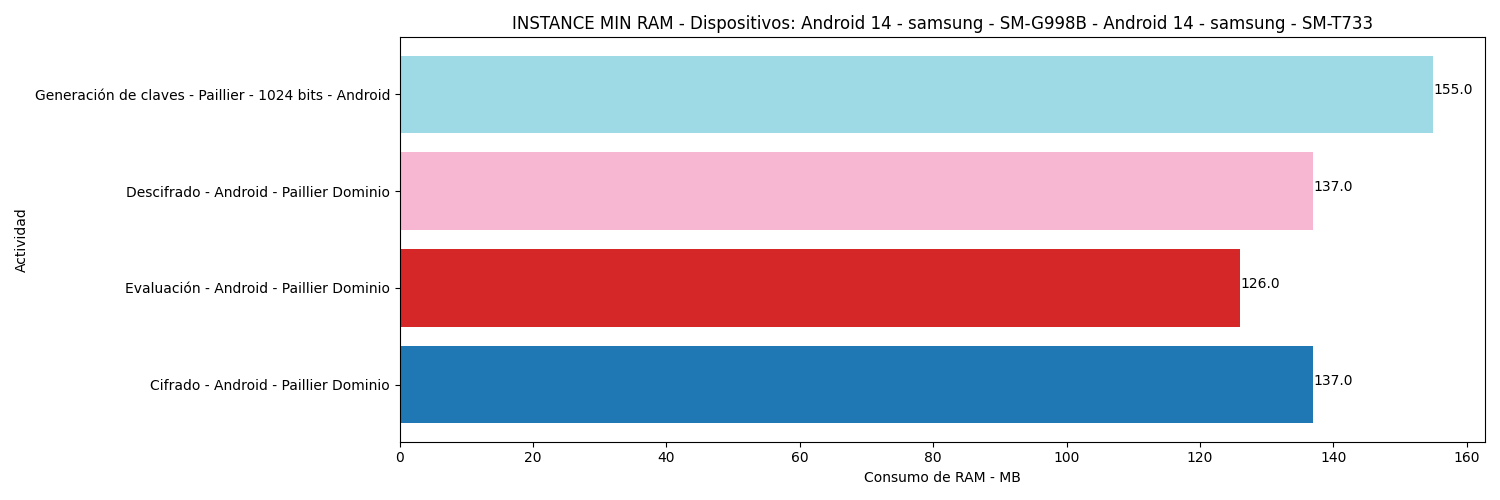 INSTANCE MIN RAM - Dispositivos: Android 14 - samsung - SM-G998B - Android 14 - samsung - SM-T733
Generación de claves - Paillier - 1024 bits - Android
155.0
Descifrado - Android - Paillier Dominio
137.0
Actividad
Evaluación - Android - Paillier Dominio
126.0
Cifrado - Android - Paillier Dominio
137.0
0 20 40 60 80 100 120 140 160
Consumo de RAM - MB